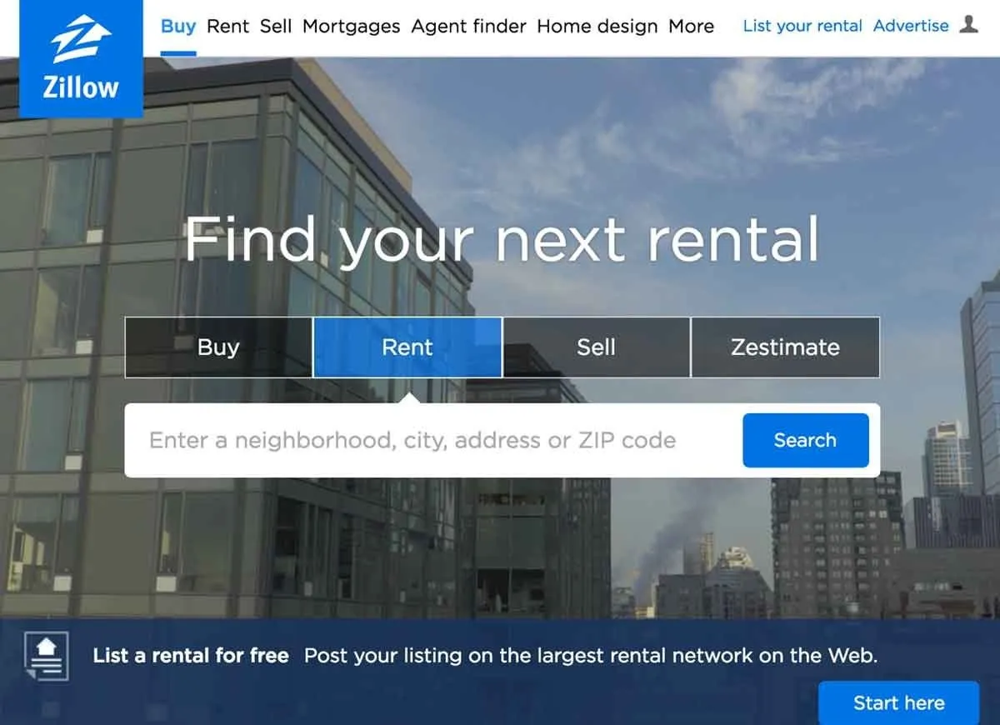 Zillow
Buy Rent Sell Mortgages Agent finder Home design More List your rental Advertise
Find your next rental
Buy Rent Sell Zestimate
Enter a neighborhood, city, address or ZIP code Search
List a rental for free Post your listing on the largest rental network on the Web.
Start here